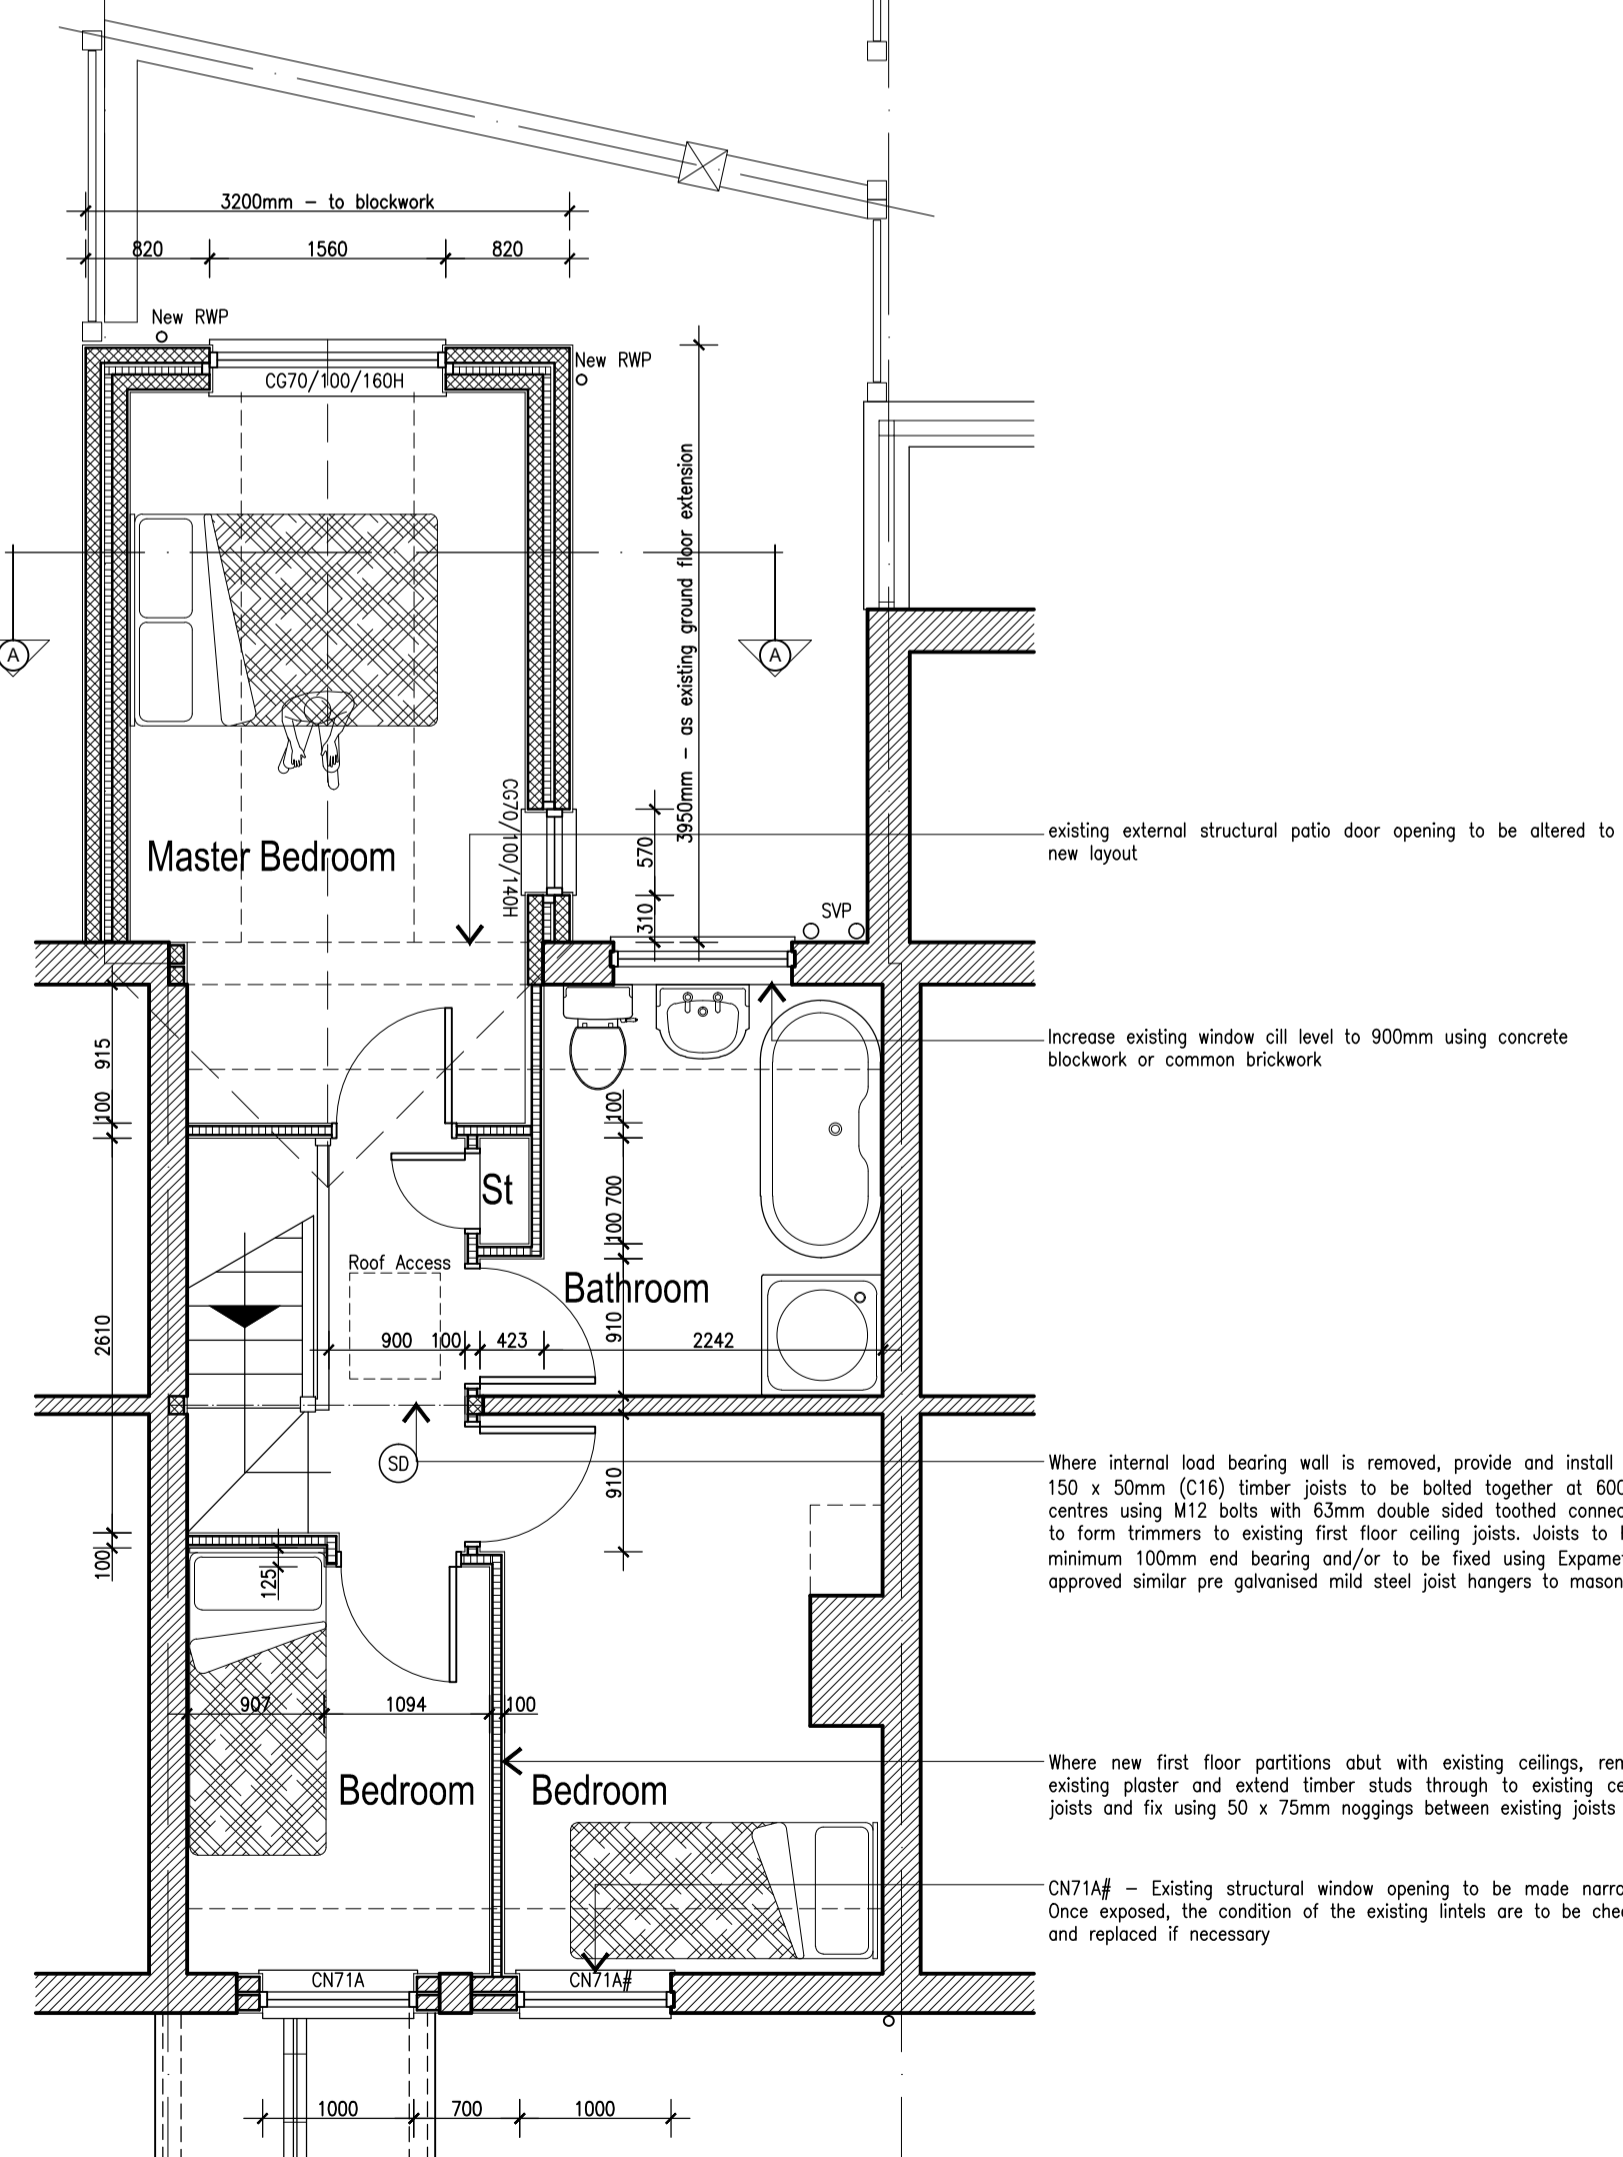 3200mm – to blockwork
820
1560
820
New RWP
New RWP
CG70/100/160H
3950mm – as existing ground floor extension
A
A
CG70/100/140H
570
310
Master Bedroom
existing external structural patio door opening to be altered to
new layout
SVP
915
100
Increase existing window cill level to 900mm using concrete
blockwork or common brickwork
100
700
100
St
Roof Access
Bathroom
2610
900
100
423
910
2242
SD
910
Where internal load bearing wall is removed, provide and install
150 x 50mm (C16) timber joists to be bolted together at
centres using M12 bolts with 63mm double sided toothed
to form trimmers to existing first floor ceiling joists. Joists to
minimum 100mm end bearing and/or to be fixed using
approved similar pre galvanised mild steel joist hangers to
100
125
907
1094
100
Bedroom
Bedroom
Where new first floor partitions abut with existing ceilings,
existing plaster and extend timber studs through to existing
joists and fix using 50 x 75mm noggings between existing joists
CN71A# – Existing structural window opening to be made
Once exposed, the condition of the existing lintels are to be
and replaced if necessary
CN71A
CN71A#
1000
700
1000